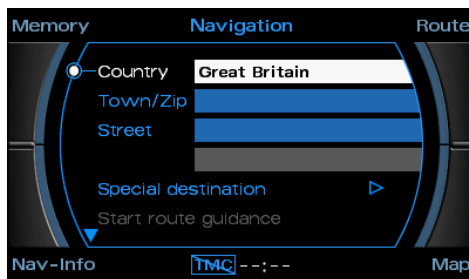 Memory Navigation Route
Country Great Britain
Town/Zip
Street
Special destination
Start route guidance
Nav-Info TMC --:-- Map